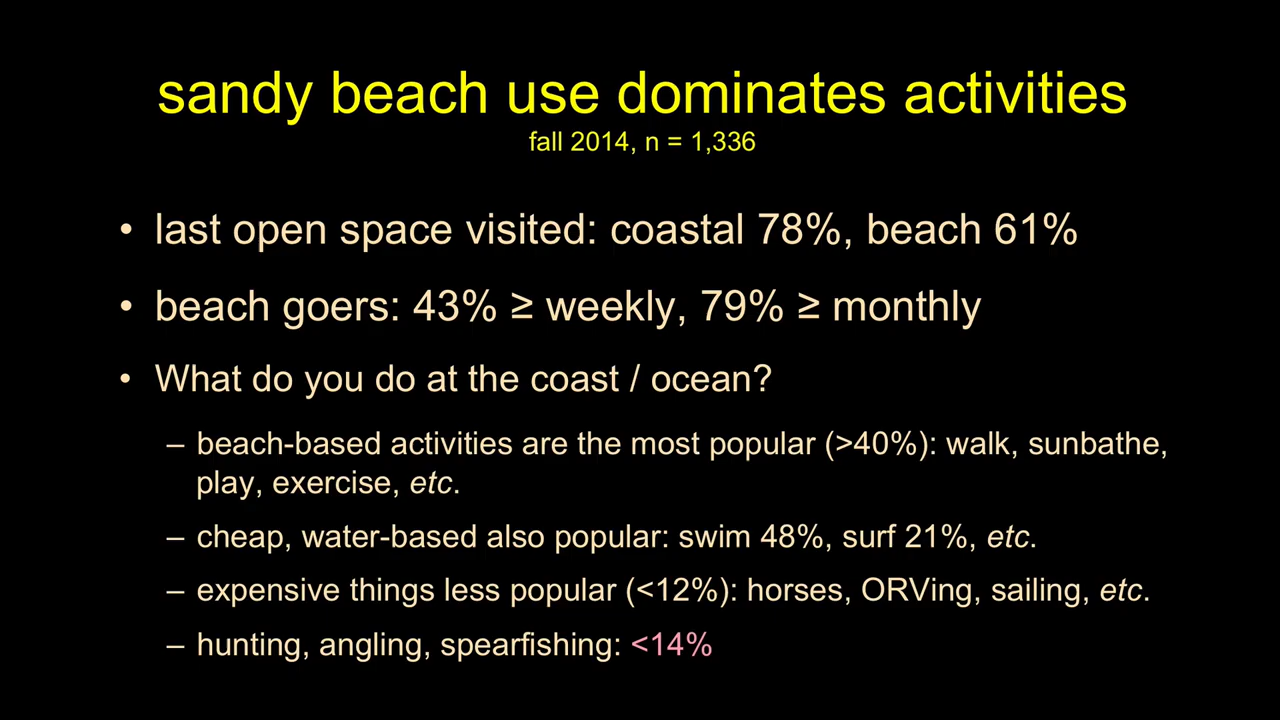 sandy beach use dominates activities
fall 2014, n = 1,336
• last open space visited: coastal 78%, beach 61%
• beach goers: 43% ≥ weekly, 79% ≥ monthly
• What do you do at the coast / ocean?
– beach-based activities are the most popular (>40%): walk, sunbathe,
play, exercise, etc.
– cheap, water-based also popular: swim 48%, surf 21%, etc.
– expensive things less popular (<12%): horses, ORVing, sailing, etc.
– hunting, angling, spearfishing: <14%